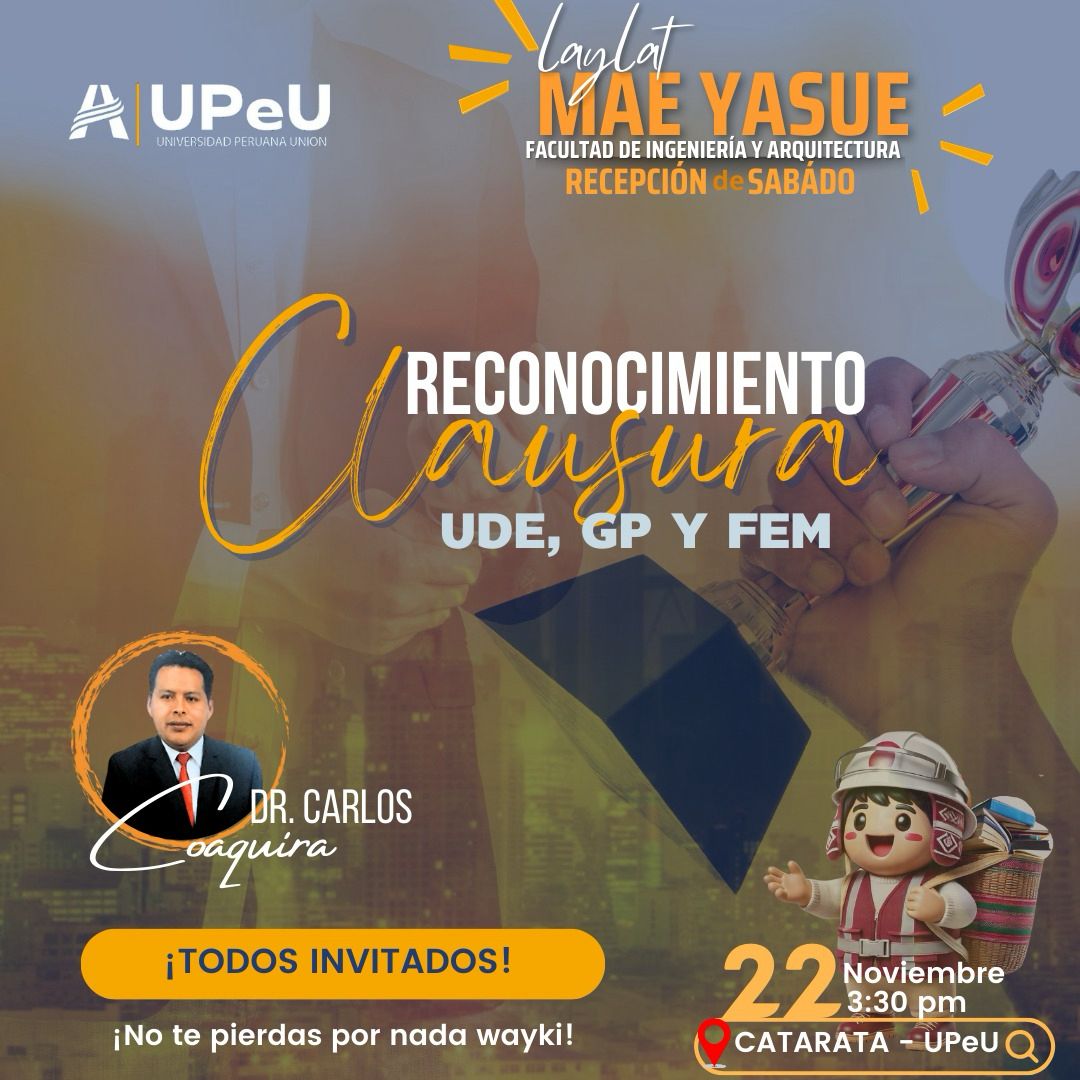 UPeU
UNIVERSIDAD PERUANA UNION
Laylat
MAE YASUE
FACULTAD DE INGENIERÍA Y ARQUITECTURA
RECEPCIÓN de SABÁDO
RECONOCIMIENTO
Clausura
UDE, GP Y FEM
DR. CARLOS
Coaquira
¡TODOS INVITADOS!
¡No te pierdas por nada wayki!
22 Noviembre
3:30 pm
CATARATA - UPeU